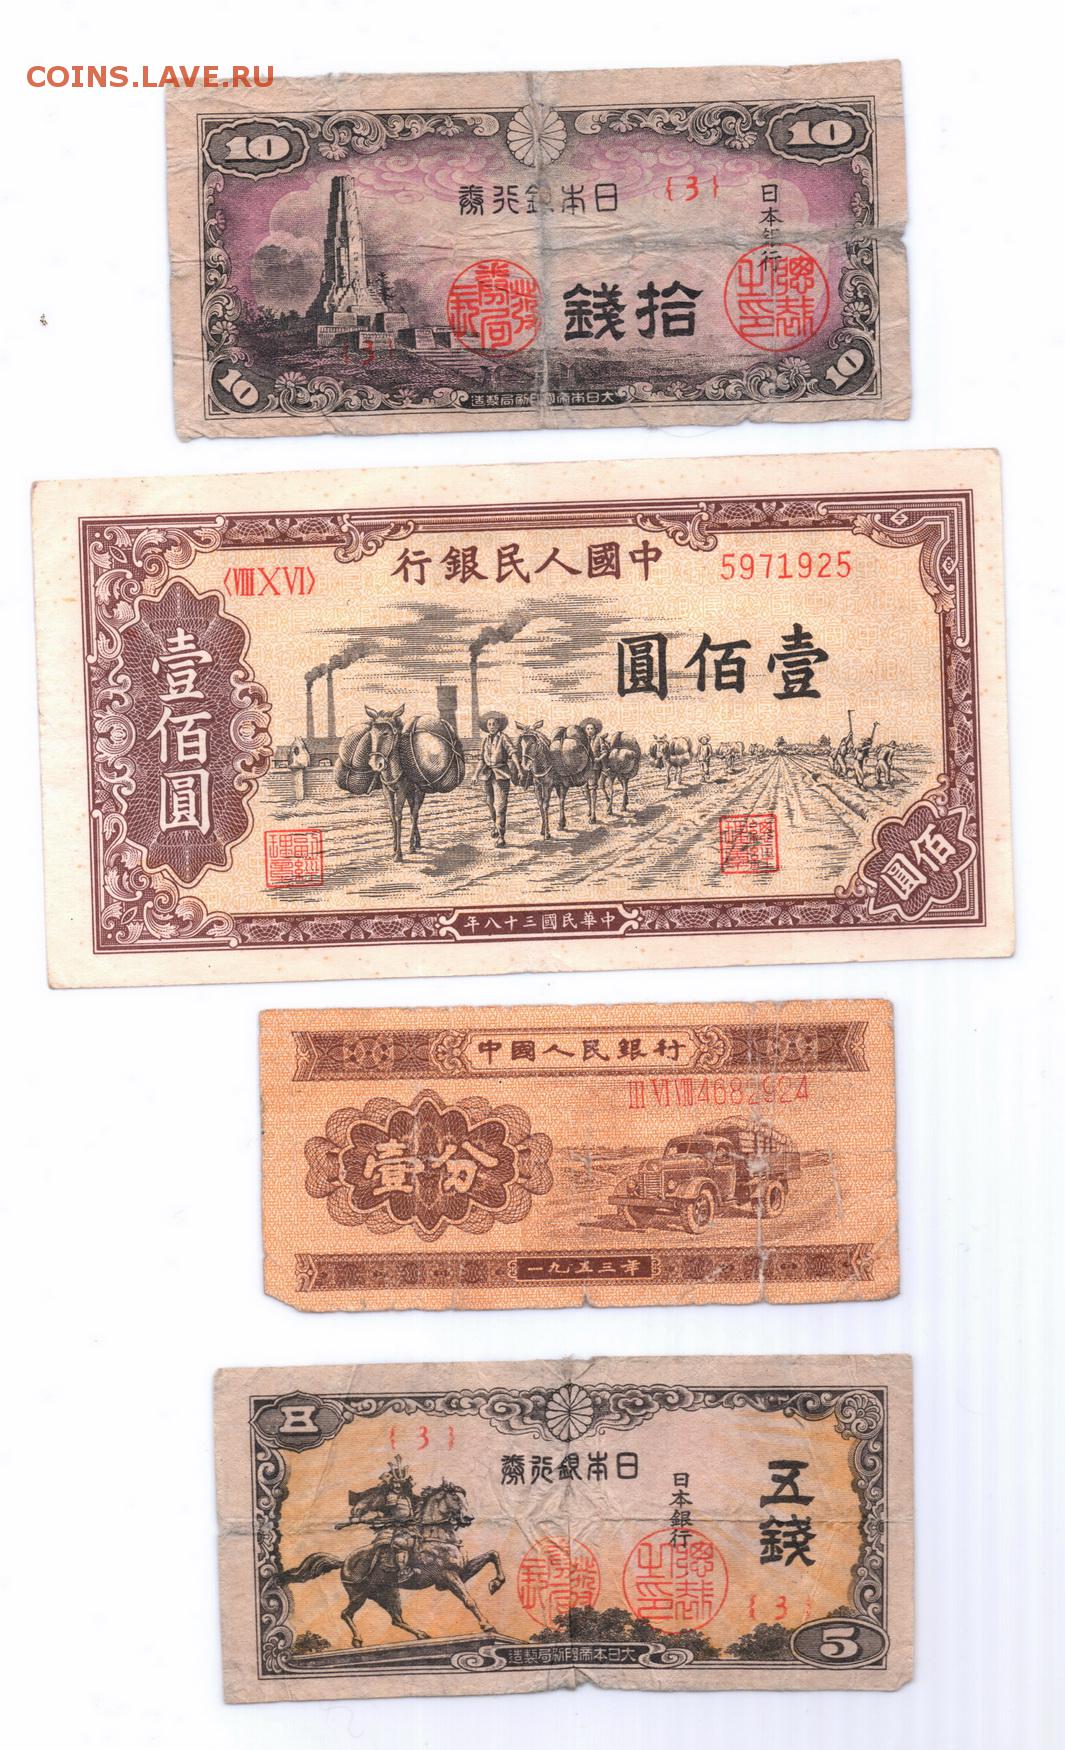 COINS.LAVE.RU
10
10
日本銀行券
{3}
日本銀行
拾錢
{3}
10
10
大日本帝國印刷局製造
中國人民銀行
5971925
〈VIII X VI〉
壹佰圓
壹佰圓
佰圓
中華民國三十八年
中國人民銀行
III VI VIII 4682924
壹分
一九五三年
五
{3}
日本銀行券
五錢
日本銀行
{3}
5
大日本帝國印刷局製造